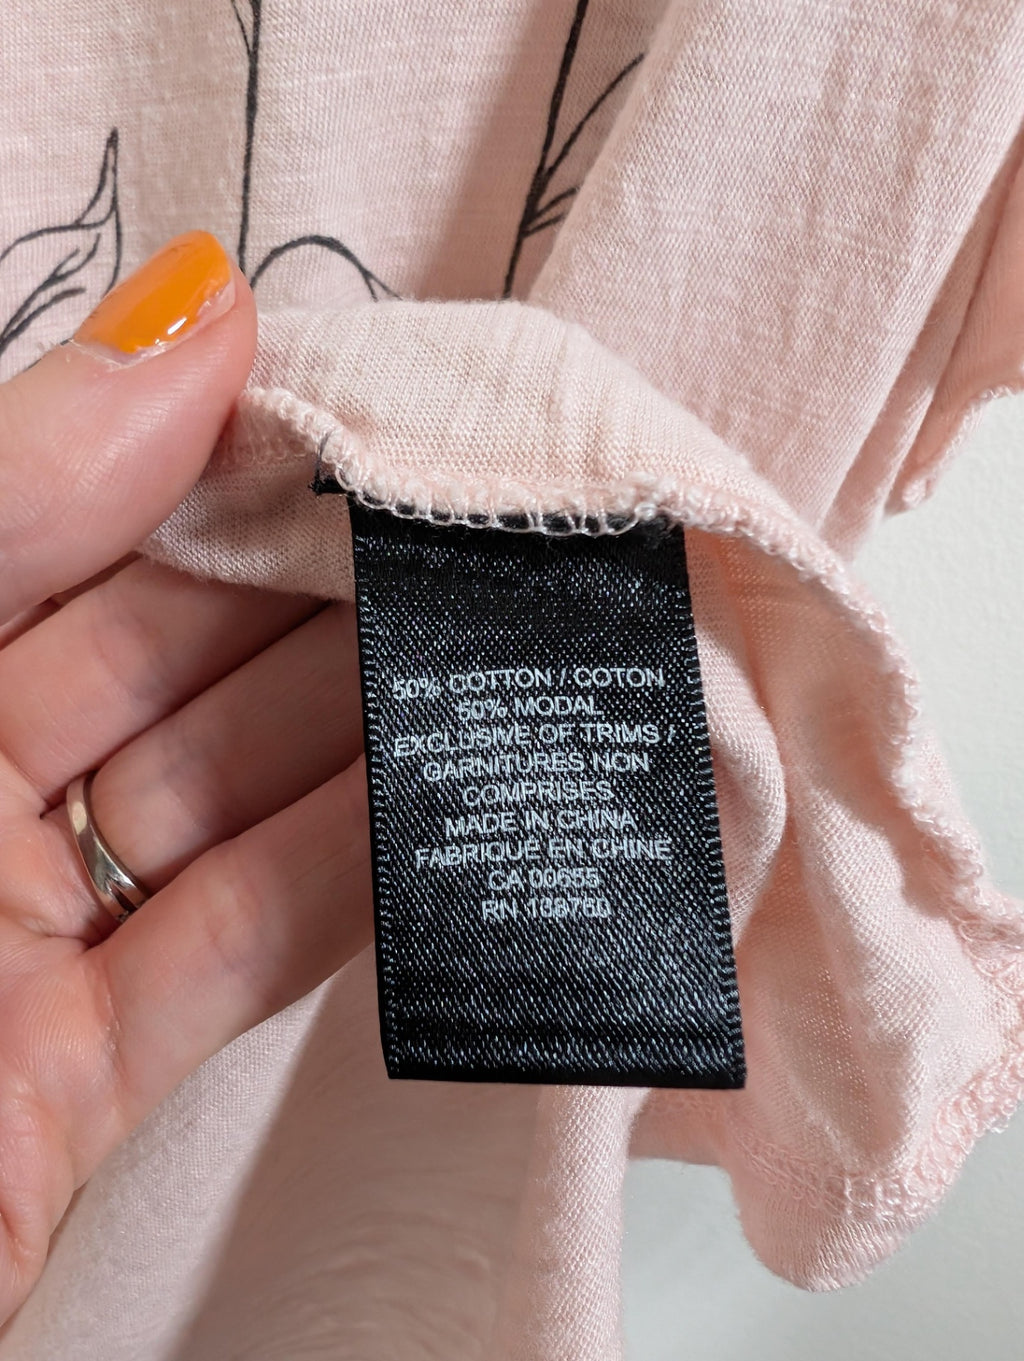 50% COTTON / COTON
50% MODAL
EXCLUSIVE OF TRIMS /
GARNITURES NON
COMPRISES
MADE IN CHINA
FABRIQUE EN CHINE
CA 00655
RN